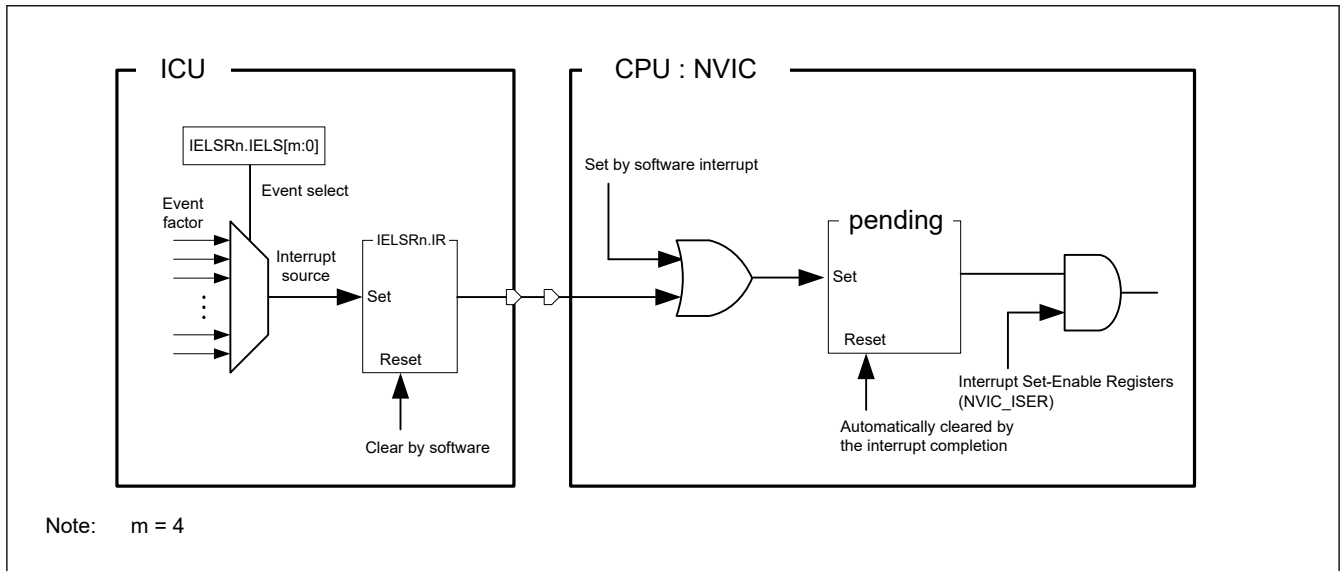 ICU
CPU : NVIC
IELSRn.IELS[m:0]
Event select
Event
factor
Interrupt
source
IELSRn.IR
Set
Reset
Clear by software
Set by software interrupt
pending
Set
Reset
Automatically cleared by
the interrupt completion
Interrupt Set-Enable Registers
(NVIC_ISER)
Note: m = 4